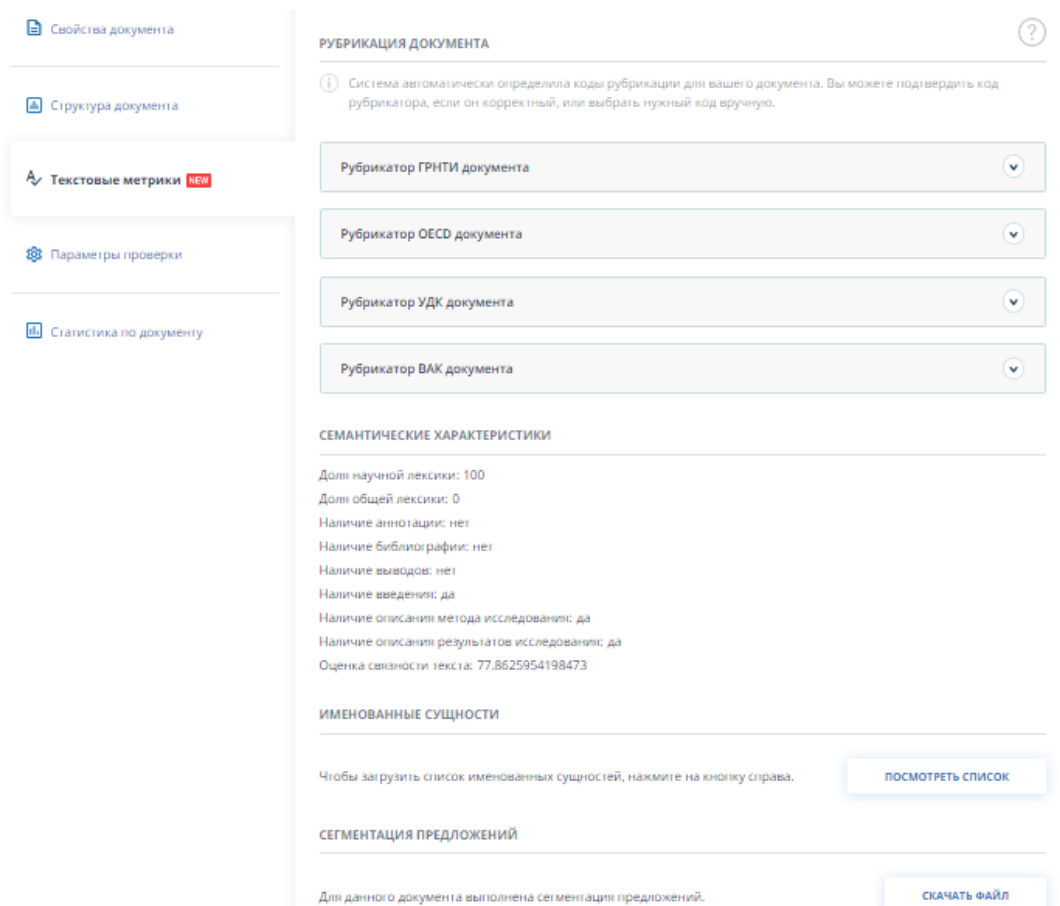 Свойства документа
Структура документа
Текстовые метрики NEW
Параметры проверки
Статистика по документу
РУБРИКАЦИЯ ДОКУМЕНТА
?
i Система автоматически определила коды рубрикации для вашего документа. Вы можете подтвердить код
рубрикатора, если он корректный, или выбрать нужный код вручную.
Рубрикатор ГРНТИ документа
Рубрикатор OECD документа
Рубрикатор УДК документа
Рубрикатор ВАК документа
СЕМАНТИЧЕСКИЕ ХАРАКТЕРИСТИКИ
Доля научной лексики: 100
Доля общей лексики: 0
Наличие аннотации: нет
Наличие библиографии: нет
Наличие выводов: нет
Наличие введения: да
Наличие описания метода исследования: да
Наличие описания результатов исследования: да
Оценка связности текста: 77.8625954198473
ИМЕНОВАННЫЕ СУЩНОСТИ
Чтобы загрузить список именованных сущностей, нажмите на кнопку справа.
ПОСМОТРЕТЬ СПИСОК
СЕГМЕНТАЦИЯ ПРЕДЛОЖЕНИЙ
Для данного документа выполнена сегментация предложений.
СКАЧАТЬ ФАЙЛ